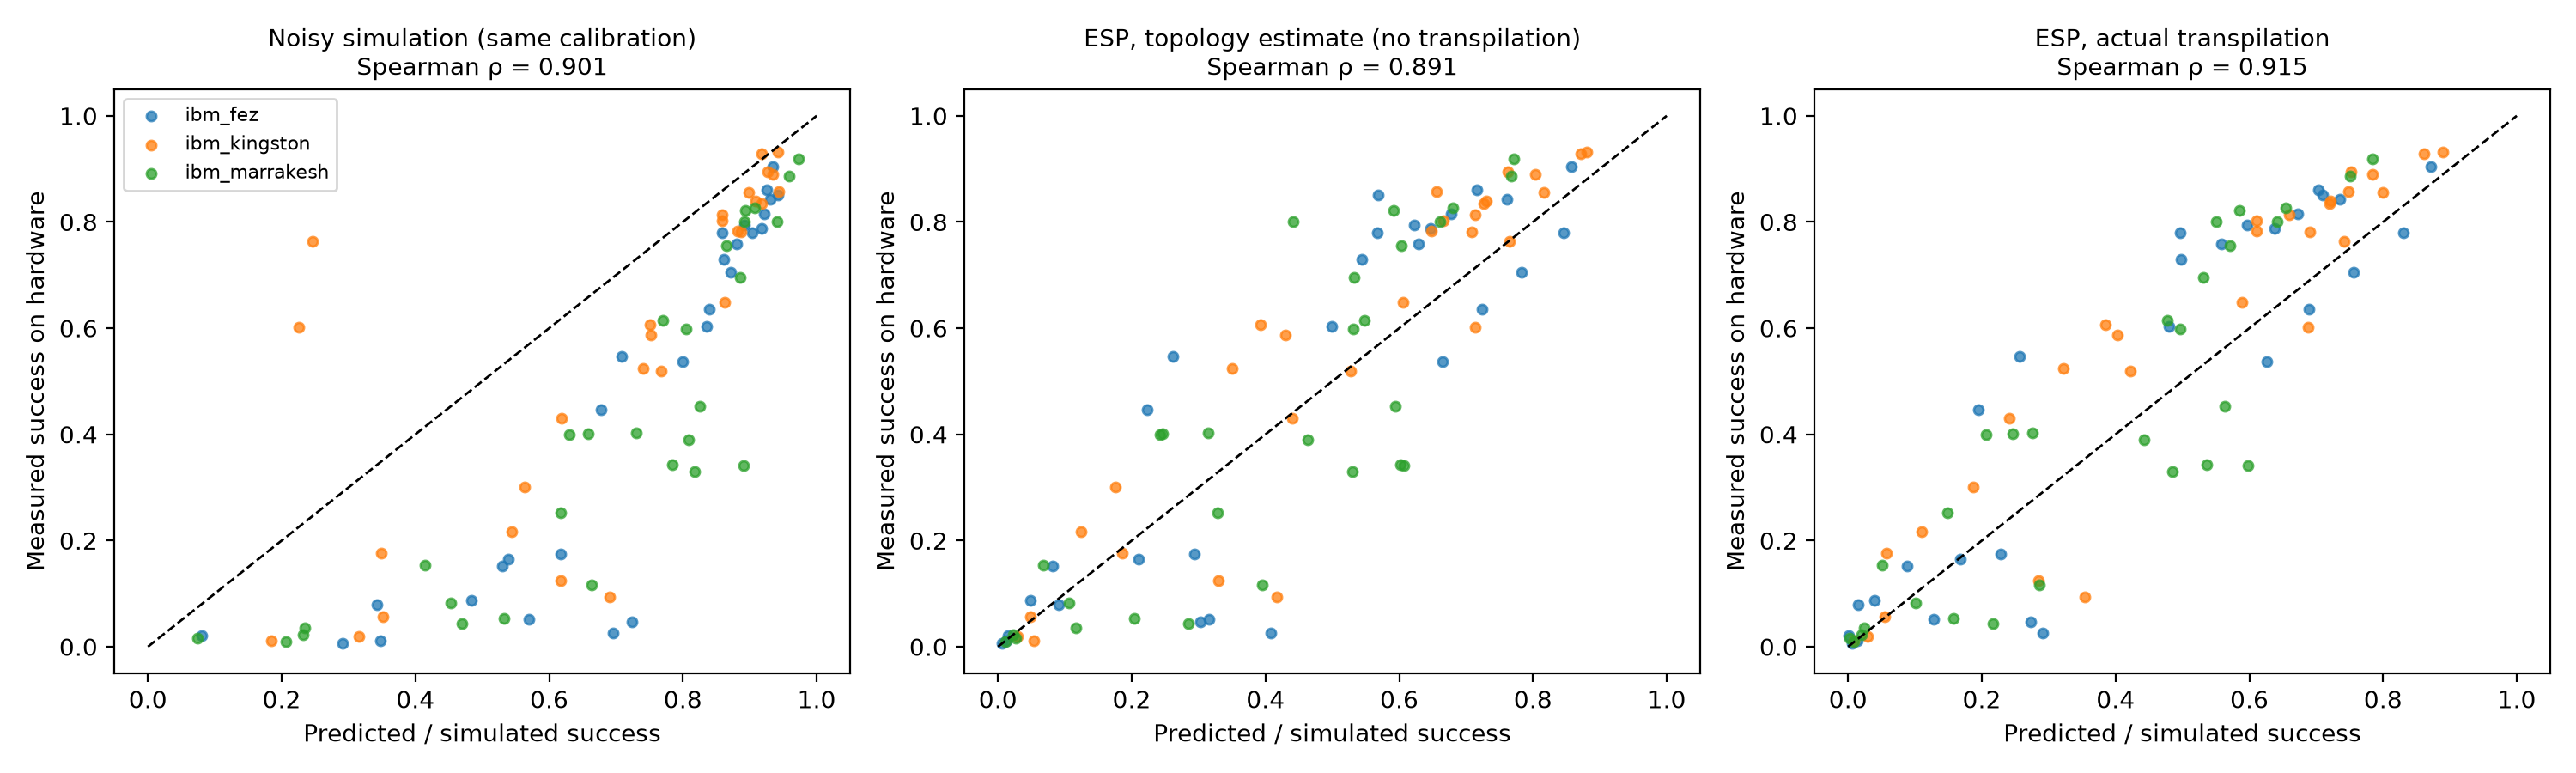 Noisy simulation (same calibration)
Spearman ρ = 0.901
1.0
0.8
0.6
0.4
0.2
0.0
Measured success on hardware
ibm_fez
ibm_kingston
ibm_marrakesh
0.0 0.2 0.4 0.6 0.8 1.0
Predicted / simulated success
ESP, topology estimate (no transpilation)
Spearman ρ = 0.891
1.0
0.8
0.6
0.4
0.2
0.0
Measured success on hardware
0.0 0.2 0.4 0.6 0.8 1.0
Predicted / simulated success
ESP, actual transpilation
Spearman ρ = 0.915
1.0
0.8
0.6
0.4
0.2
0.0
Measured success on hardware
0.0 0.2 0.4 0.6 0.8 1.0
Predicted / simulated success